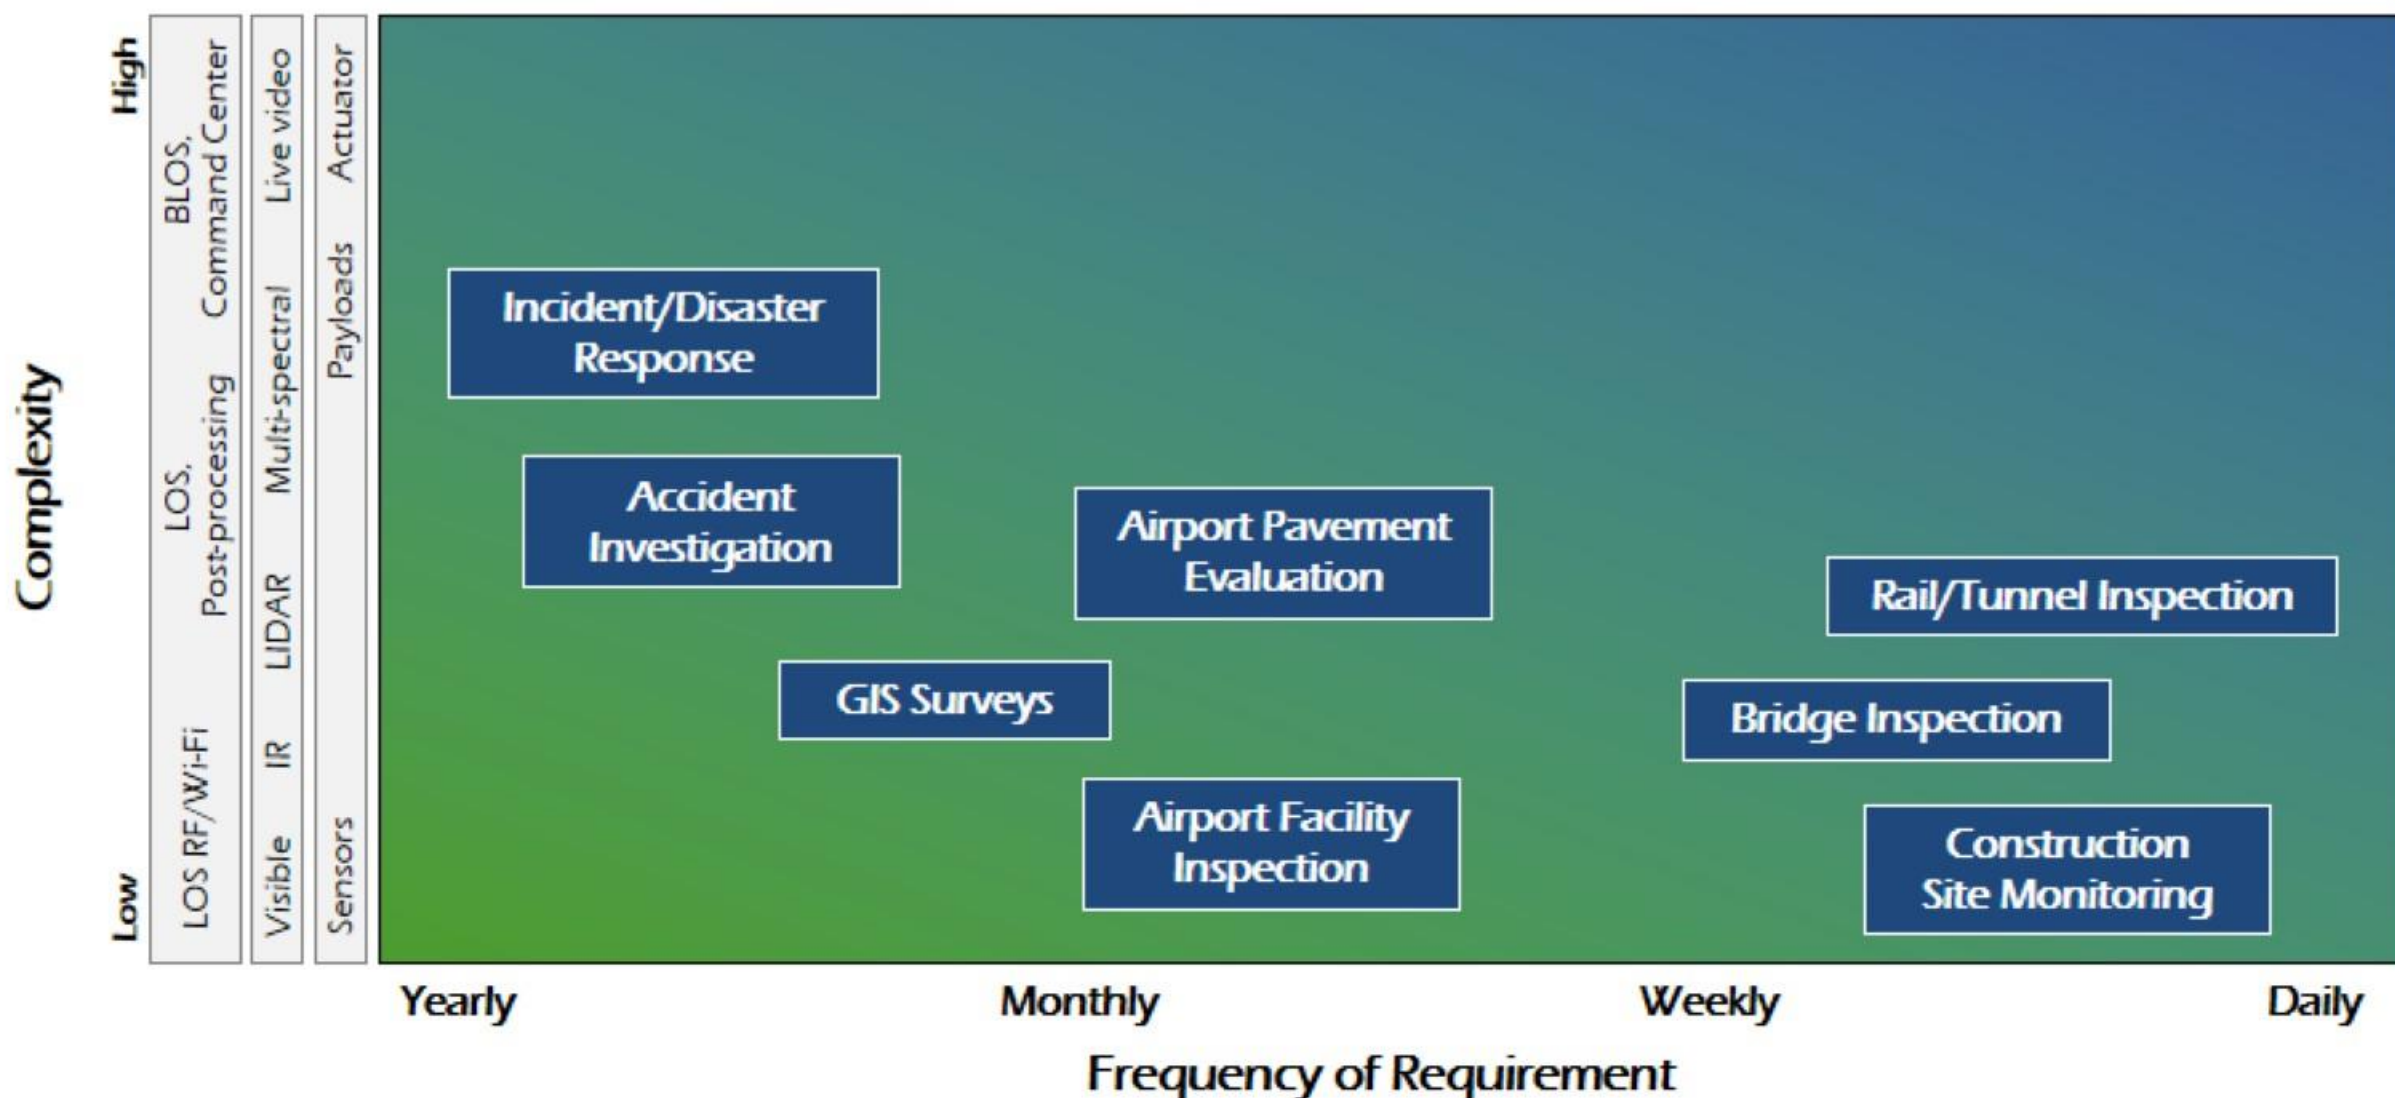 Complexity
High
Low
BLOS,
Command Center
LOS,
Post-processing
LOS RF/Wi-Fi
Live video
Multi-spectral
LIDAR
IR
Visible
Actuator
Payloads
Sensors
Incident/Disaster
Response
Accident
Investigation
Airport Pavement
Evaluation
Rail/Tunnel Inspection
GIS Surveys
Bridge Inspection
Airport Facility
Inspection
Construction
Site Monitoring
Yearly
Monthly
Weekly
Daily
Frequency of Requirement